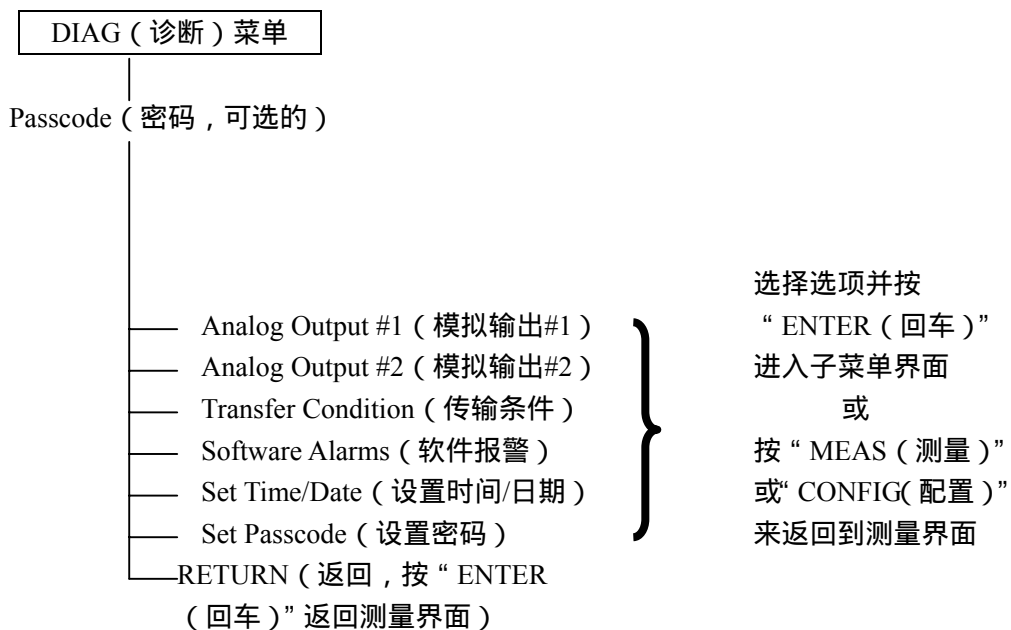 DIAG（诊断）菜单
Passcode（密码，可选的）
选择选项并按
Analog Output #1（模拟输出#1）
“ENTER（回车）”
Analog Output #2（模拟输出#2）
进入子菜单界面
Transfer Condition（传输条件）
或
Software Alarms（软件报警）
按“MEAS（测量）”
Set Time/Date（设置时间/日期）
或“CONFIG（配置）”
Set Passcode（设置密码）
来返回到测量界面
RETURN（返回，按“ENTER
（回车）”返回测量界面）